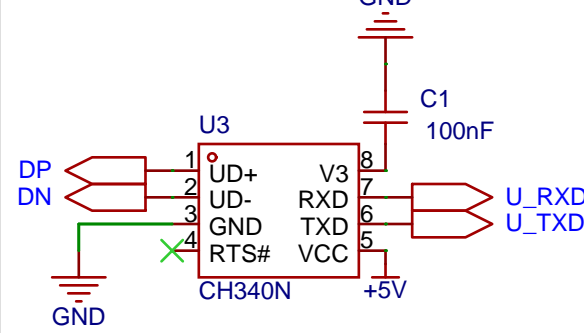 GND
C1
100nF
U3
DP
1
UD+
V3
8
DN
2
UD-
RXD
7
U_RXD
3
GND
TXD
6
U_TXD
4
RTS#
VCC
5
CH340N
+5V
GND